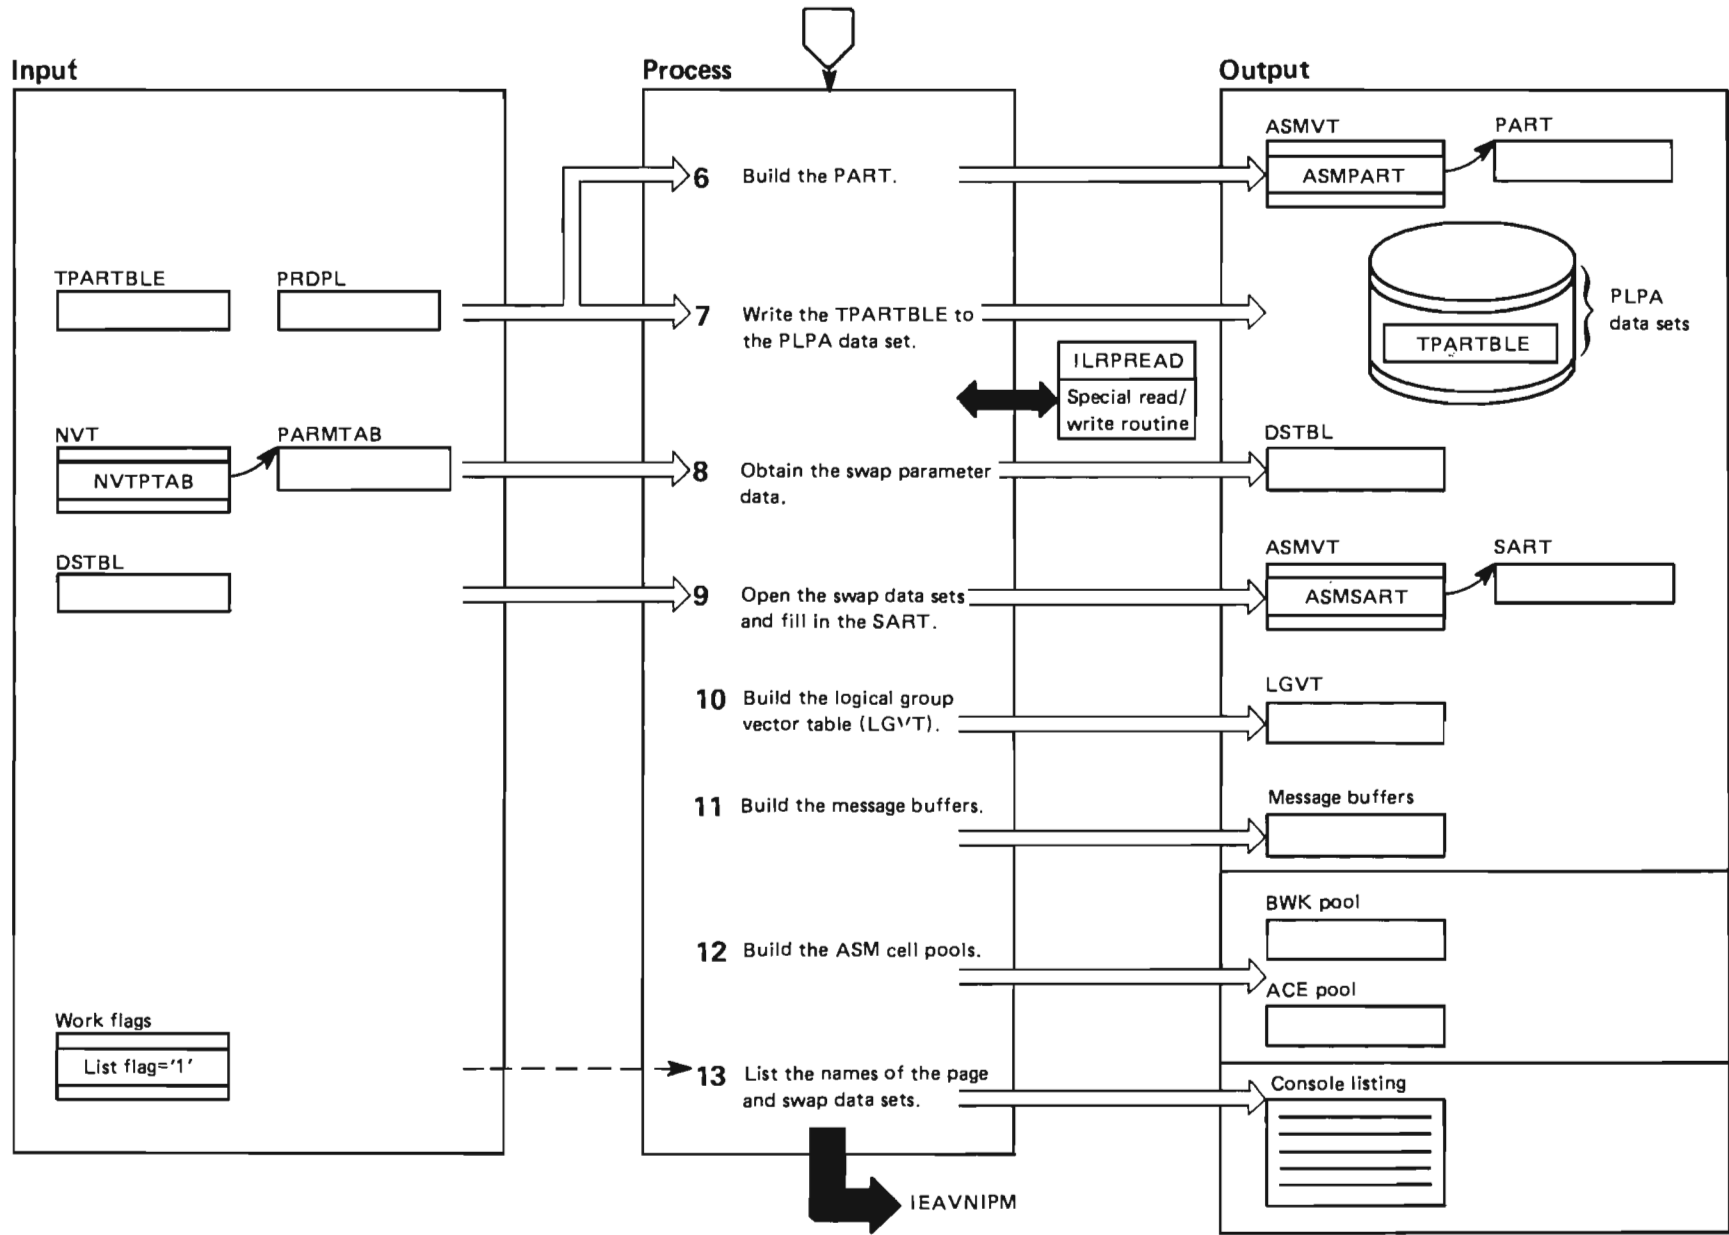 Input
Process
Output
ASMVT
PART
6 Build the PART.
ASMPART
TPARTBLE
PRDPL
7 Write the TPARTBLE to
the PLPA data set.
PLPA
data sets
TPARTBLE
ILRPREAD
Special read/
write routine
NVT
PARMTAB
NVTPTAB
8 Obtain the swap parameter
data.
DSTBL
DSTBL
9 Open the swap data sets
and fill in the SART.
ASMVT
SART
ASMSART
10 Build the logical group
vector table (LGVT).
LGVT
11 Build the message buffers.
Message buffers
12 Build the ASM cell pools.
BWK pool
ACE pool
Work flags
List flag='1'
13 List the names of the page
and swap data sets.
Console listing
IEAVNIPM